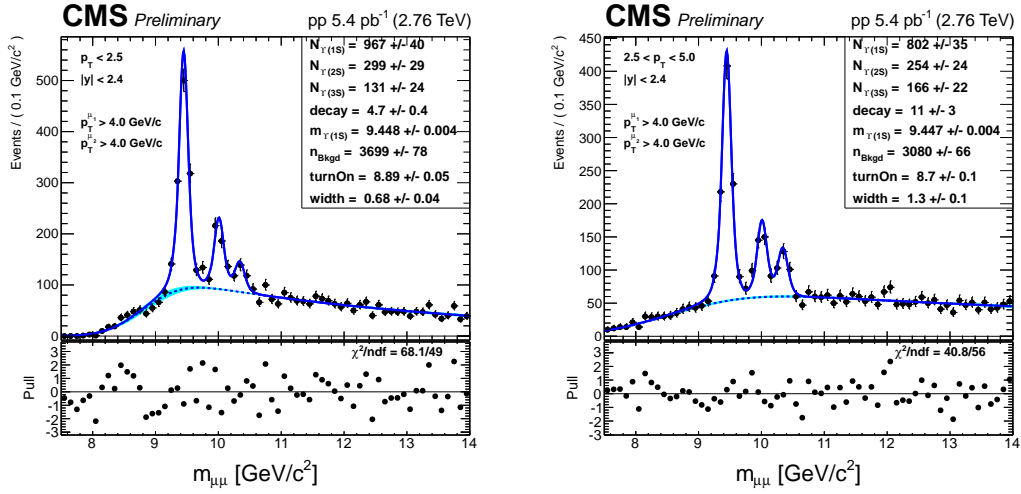 CMS Preliminary pp 5.4 pb⁻¹ (2.76 TeV)
Events / ( 0.1 GeV/c² )
p_T < 2.5
|y| < 2.4
p_T^μ¹ > 4.0 GeV/c
p_T^μ² > 4.0 GeV/c
N_ϒ(1S) = 967 +/- 40
N_ϒ(2S) = 299 +/- 29
N_ϒ(3S) = 131 +/- 24
decay = 4.7 +/- 0.4
m_ϒ(1S) = 9.448 +/- 0.004
n_Bkgd = 3699 +/- 78
turnOn = 8.89 +/- 0.05
width = 0.68 +/- 0.04
500
400
300
200
100
0
Pull
χ²/ndf = 68.1/49
3
2
1
0
-1
-2
-3
8 9 10 11 12 13 14
m_μμ [GeV/c²]
CMS Preliminary pp 5.4 pb⁻¹ (2.76 TeV)
Events / ( 0.1 GeV/c² )
2.5 < p_T < 5.0
|y| < 2.4
p_T^μ¹ > 4.0 GeV/c
p_T^μ² > 4.0 GeV/c
N_ϒ(1S) = 802 +/- 35
N_ϒ(2S) = 254 +/- 24
N_ϒ(3S) = 166 +/- 22
decay = 11 +/- 3
m_ϒ(1S) = 9.447 +/- 0.004
n_Bkgd = 3080 +/- 66
turnOn = 8.7 +/- 0.1
width = 1.3 +/- 0.1
450
400
350
300
250
200
150
100
50
0
Pull
χ²/ndf = 40.8/56
3
2
1
0
-1
-2
-3
8 9 10 11 12 13 14
m_μμ [GeV/c²]